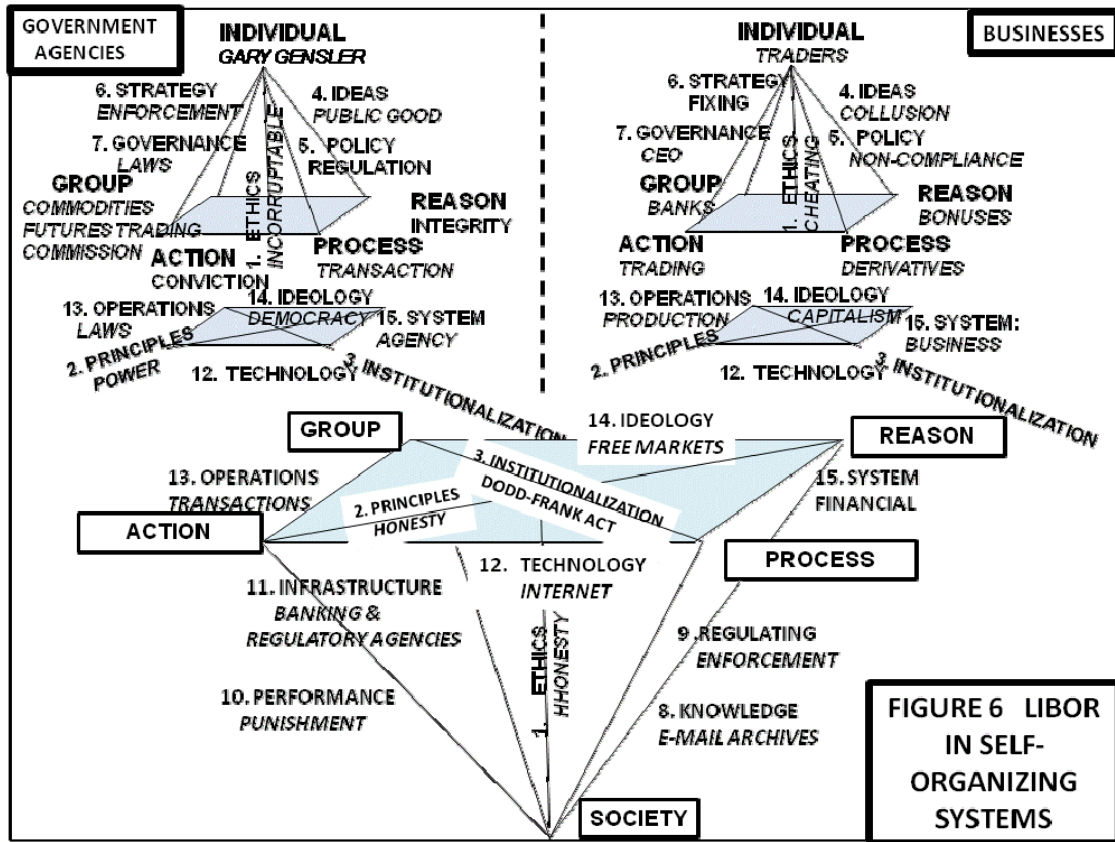 GOVERNMENT
AGENCIES
INDIVIDUAL
GARY GENSLER
6. STRATEGY
ENFORCEMENT
4. IDEAS
PUBLIC GOOD
7. GOVERNANCE
LAWS
5. POLICY
REGULATION
1. ETHICS
INCORRUPTABLE
GROUP
COMMODITIES
FUTURES TRADING
COMMISSION
REASON
INTEGRITY
ACTION
CONVICTION
PROCESS
TRANSACTION
13. OPERATIONS
LAWS
14. IDEOLOGY
DEMOCRACY
15. SYSTEM
AGENCY
2. PRINCIPLES
POWER
12. TECHNOLOGY
3. INSTITUTIONALIZATION
BUSINESSES
INDIVIDUAL
TRADERS
6. STRATEGY
FIXING
4. IDEAS
COLLUSION
7. GOVERNANCE
CEO
5. POLICY
NON-COMPLIANCE
1. ETHICS
CHEATING
GROUP
BANKS
REASON
BONUSES
ACTION
TRADING
PROCESS
DERIVATIVES
13. OPERATIONS
PRODUCTION
14. IDEOLOGY
CAPITALISM
15. SYSTEM:
BUSINESS
2. PRINCIPLES
12. TECHNOLOGY
3. INSTITUTIONALIZATION
GROUP
14. IDEOLOGY
FREE MARKETS
REASON
13. OPERATIONS
TRANSACTIONS
3. INSTITUTIONALIZATION
DODD-FRANK ACT
15. SYSTEM
FINANCIAL
2. PRINCIPLES
HONESTY
ACTION
PROCESS
12. TECHNOLOGY
INTERNET
11. INFRASTRUCTURE
BANKING &
REGULATORY AGENCIES
1. ETHICS
HHONESTY
9 .REGULATING
ENFORCEMENT
10. PERFORMANCE
PUNISHMENT
8. KNOWLEDGE
E-MAIL ARCHIVES
SOCIETY
FIGURE 6 LIBOR
IN SELF-
ORGANIZING
SYSTEMS